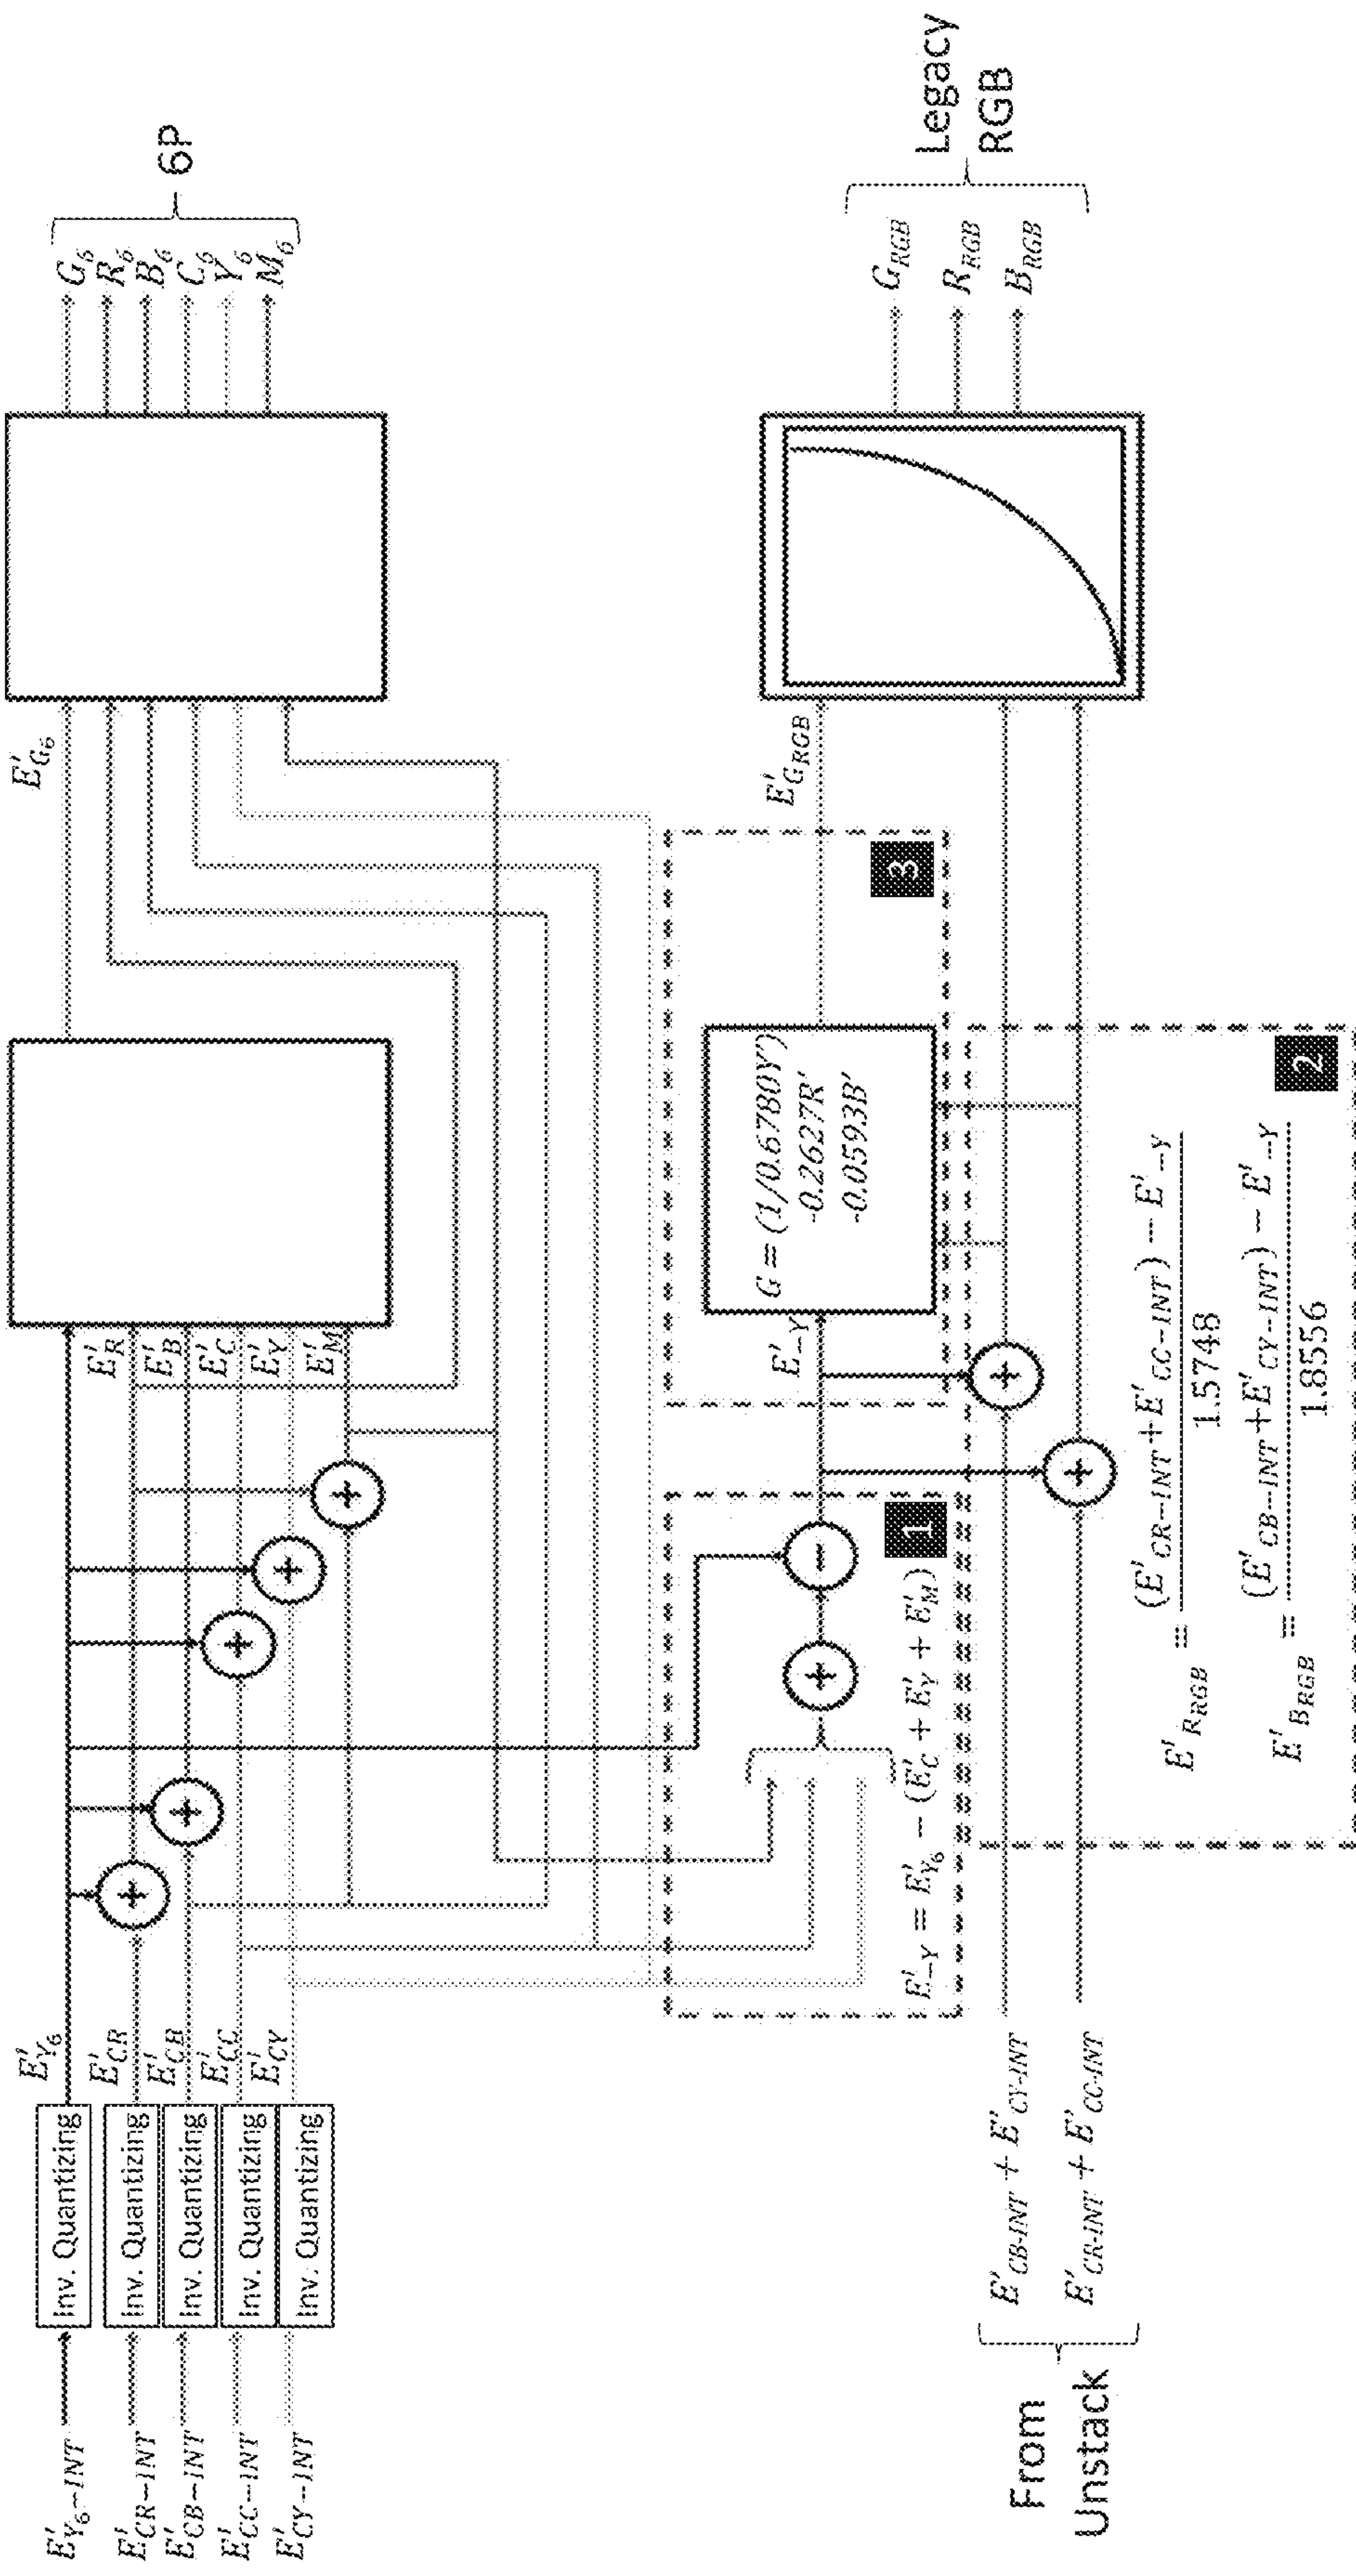 E'Y6-INT
E'CR-INT
E'CB-INT
E'CC-INT
E'CY-INT
Inv. Quantizing
Inv. Quantizing
Inv. Quantizing
Inv. Quantizing
Inv. Quantizing
E'Y6
E'CR
E'CB
E'CC
E'CY
+
+
+
+
+
E'R
E'B
E'C
E'Y
E'M
E'G6
G6
R6
B6
C6
Y6
M6
6P
+
-
1
E'-Y = E'Y6 - (E'C + E'Y + E'M)
E'-Y
G = (1/0.6780Y)
-0.2627R'
-0.0593B'
3
E'GRGB
GRGB
RRGB
BRGB
Legacy
RGB
From
Unstack
E'CB-INT + E'CY-INT
E'CR-INT + E'CC-INT
+
+
E'RRGB = (E'CR-INT+E'CC-INT) - E'-Y
1.5748
E'BRGB = (E'CB-INT+E'CY-INT) - E'-Y
1.8556
2